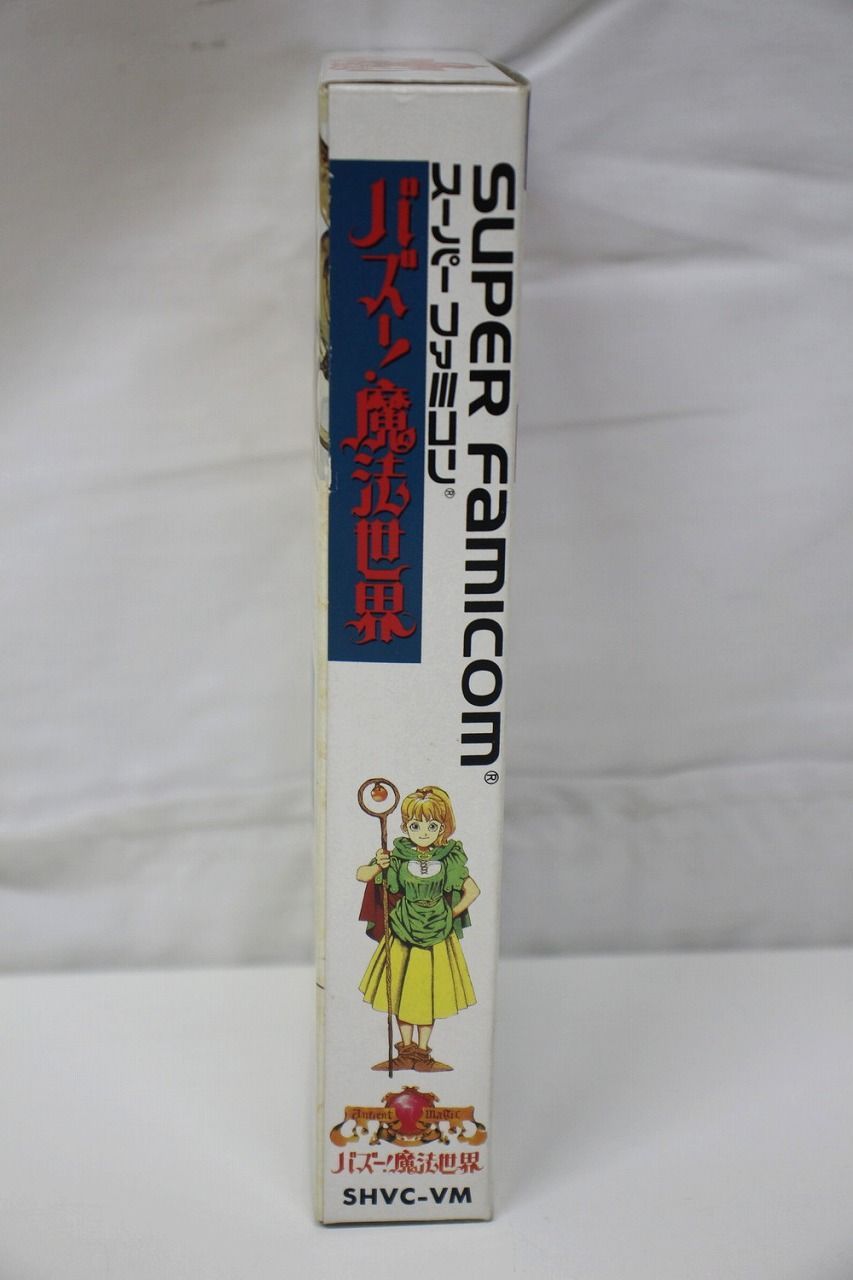 SUPER FAMICOM®
スーパー ファミコン®
バズー!魔法世界
Ancient Magic
バズー!魔法世界
SHVC-VM